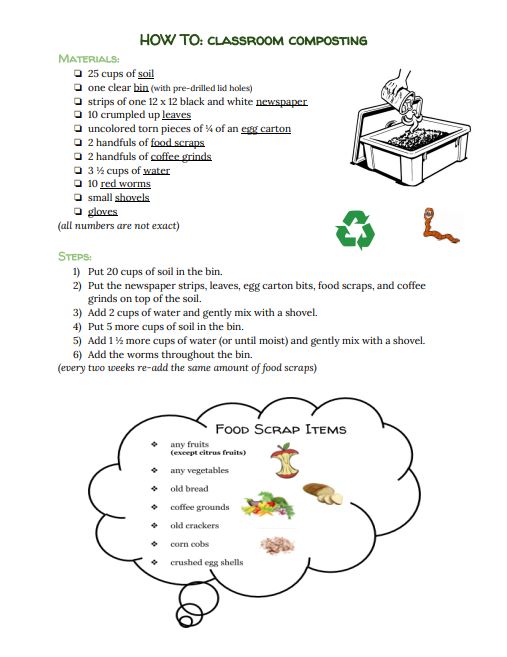 HOW TO: CLASSROOM COMPOSTING
MATERIALS:
❏ 25 cups of soil
❏ one clear bin (with pre-drilled lid holes)
❏ strips of one 12 x 12 black and white newspaper
❏ 10 crumpled up leaves
❏ uncolored torn pieces of ¼ of an egg carton
❏ 2 handfuls of food scraps
❏ 2 handfuls of coffee grinds
❏ 3 ½ cups of water
❏ 10 red worms
❏ small shovels
❏ gloves
(all numbers are not exact)
STEPS:
1) Put 20 cups of soil in the bin.
2) Put the newspaper strips, leaves, egg carton bits, food scraps, and coffee
grinds on top of the soil.
3) Add 2 cups of water and gently mix with a shovel.
4) Put 5 more cups of soil in the bin.
5) Add 1 ½ more cups of water (or until moist) and gently mix with a shovel.
6) Add the worms throughout the bin.
(every two weeks re-add the same amount of food scraps)
FOOD SCRAP ITEMS
❖ any fruits
(except citrus fruits)
❖ any vegetables
❖ old bread
❖ coffee grounds
❖ old crackers
❖ corn cobs
❖ crushed egg shells